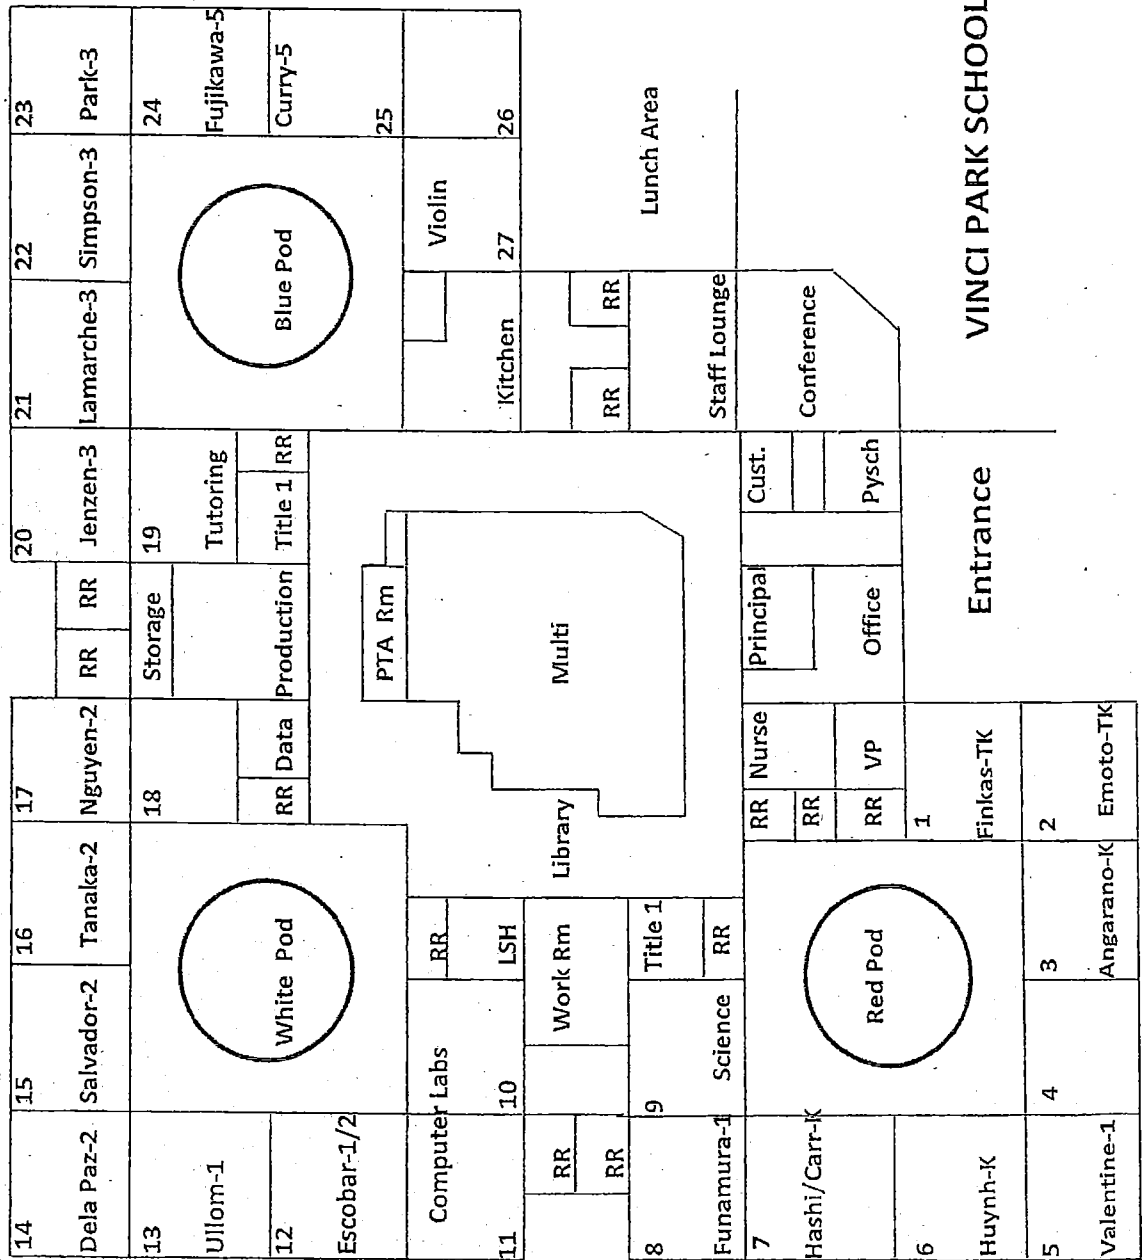 14
Dela Paz-2
15
Salvador-2
16
Tanaka-2
17
Nguyen-2
RR
RR
20
Jenzen-3
21
Lamarche-3
22
Simpson-3
23
Park-3
13
Ullom-1
12
Escobar-1/2
White Pod
18
RR
Data
Storage
Production
19
Tutoring
Title 1
RR
Blue Pod
24
Fujikawa-5
Curry-5
25
Computer Labs
11
10
RR
LSH
Library
PTA Rm
Multi
Kitchen
Violin
27
26
RR
RR
Work Rm
RR
RR
Lunch Area
8
Funamura-1
9
Science
Title 1
RR
Staff Lounge
7
Hashi/Carr-K
6
Huynh-K
5
Valentine-1
Red Pod
4
3
Angarano-K
RR
Nurse
RR
RR
VP
1
Finkas-TK
2
Emoto-TK
Principal
Office
Cust.
Pysch
Conference
Entrance
VINCI PARK SCHOOL